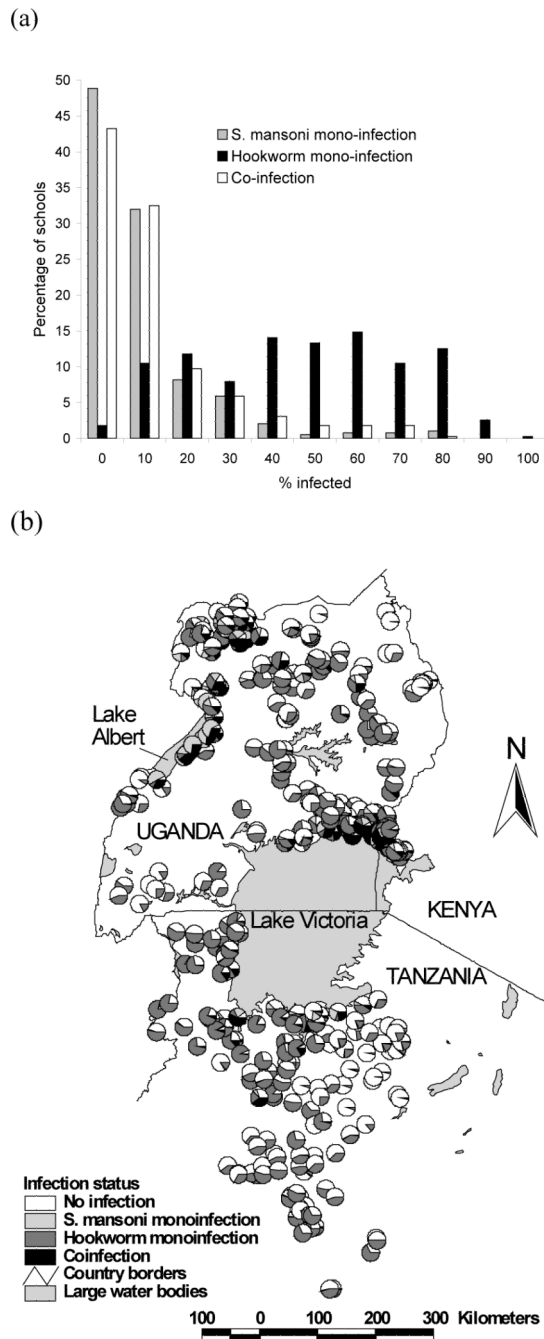 (a)
50
45
40
35
30
25
20
15
10
5
0
Percentage of schools
S. mansoni mono-infection
Hookworm mono-infection
Co-infection
0 10 20 30 40 50 60 70 80 90 100
% infected
(b)
Lake
Albert
N
UGANDA
KENYA
Lake Victoria
TANZANIA
Infection status
No infection
S. mansoni monoinfection
Hookworm monoinfection
Coinfection
Country borders
Large water bodies
100 0 100 200 300 Kilometers